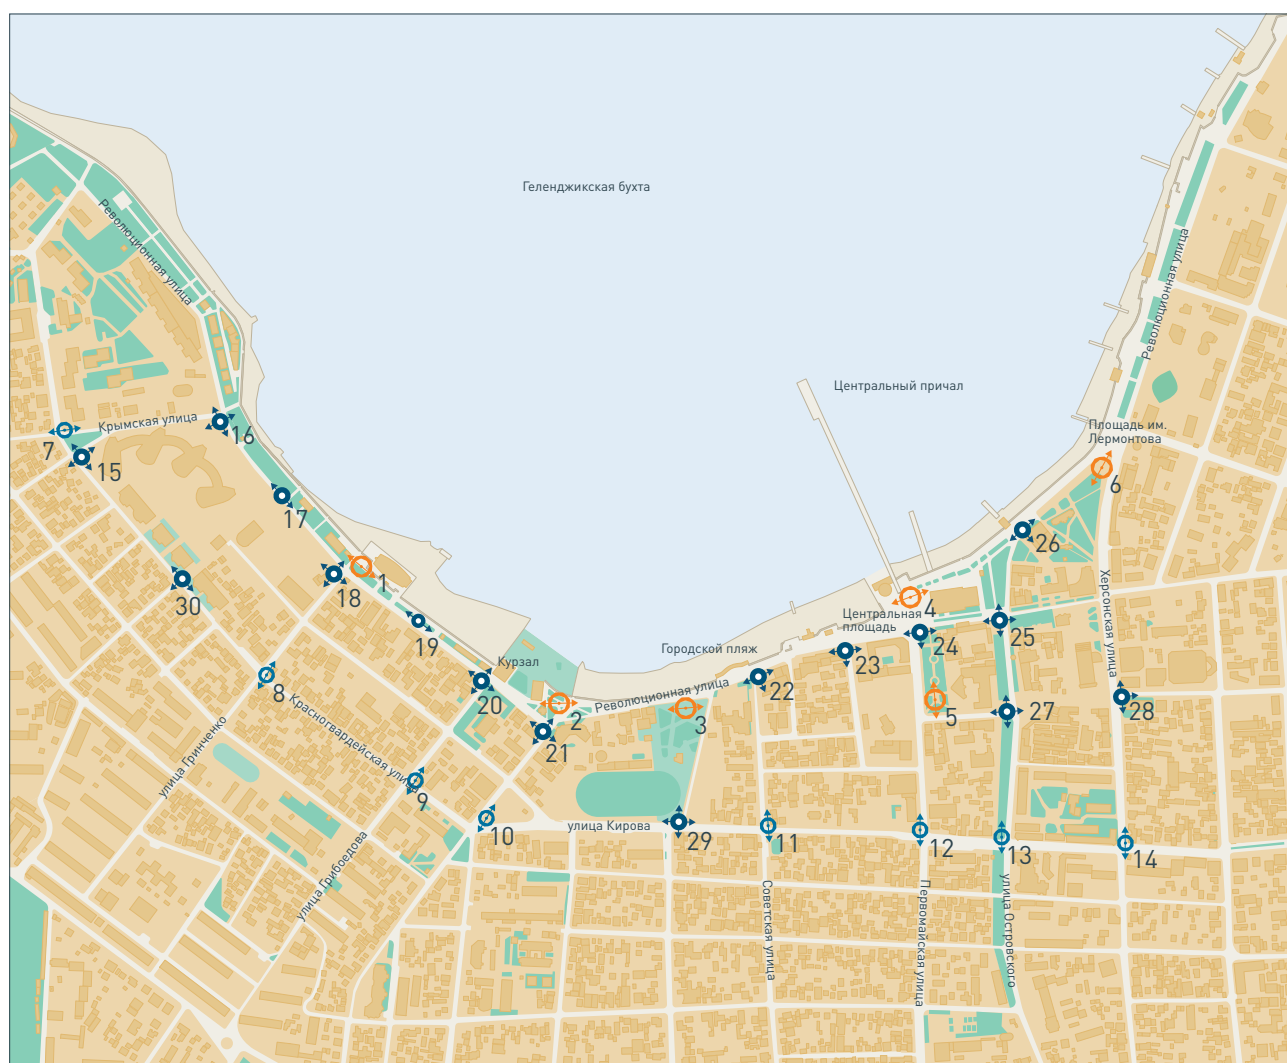 Геленджикская бухта
Революционная улица
Революционная улица
Центральный причал
Площадь им.
Лермонтова
Крымская улица
16
7
15
6
17
26
Херсонская улица
30
18
1
19
4
Центральная
площадь
24
25
23
Городской пляж
Курзал
22
20
2
Революционная улица
3
5
27
28
8
21
Красногвардейская улица
улица Гринченко
9
10
улица Кирова
29
11
12
13
14
улица Грибоедова
Советская улица
Первомайская улица
улица Островского